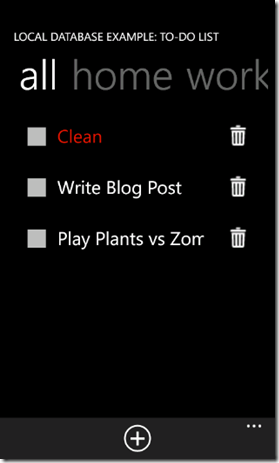 LOCAL DATABASE EXAMPLE: TO-DO LIST
all home work
Clean
Write Blog Post
Play Plants vs Zom